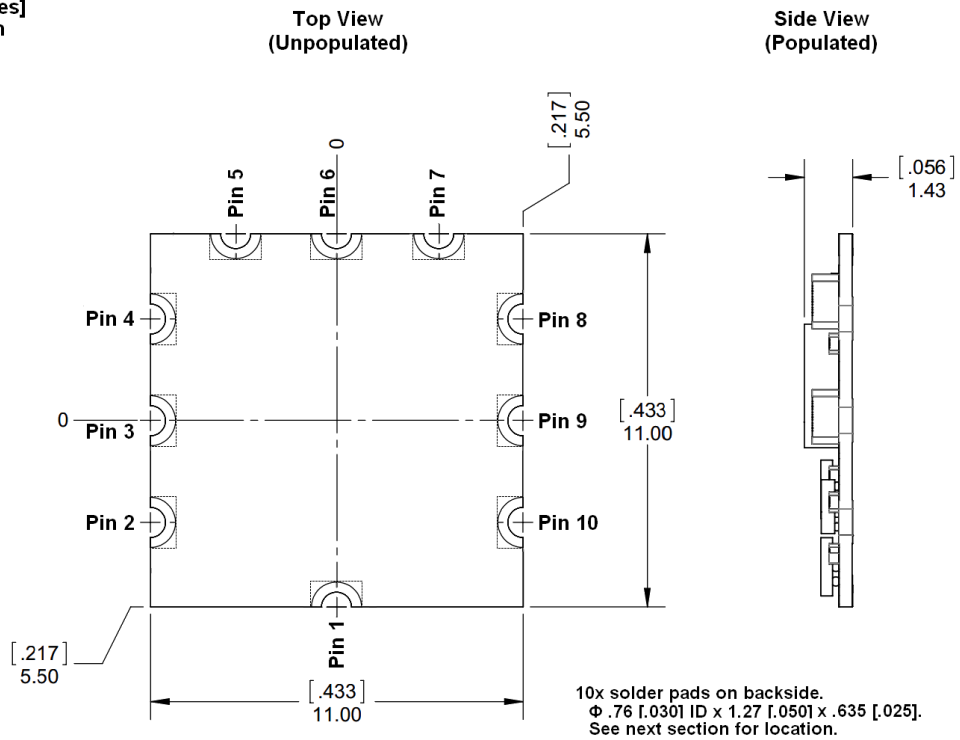 es]
Top View
(Unpopulated)
Side View
(Populated)
[.217]
5.50
0
[.056]
1.43
Pin 5
Pin 6
Pin 7
Pin 4
Pin 8
0
Pin 3
Pin 9
[.433]
11.00
Pin 2
Pin 10
Pin 1
[.217]
5.50
[.433]
11.00
10x solder pads on backside.
Φ .76 [.030] ID x 1.27 [.050] x .635 [.025].
See next section for location.